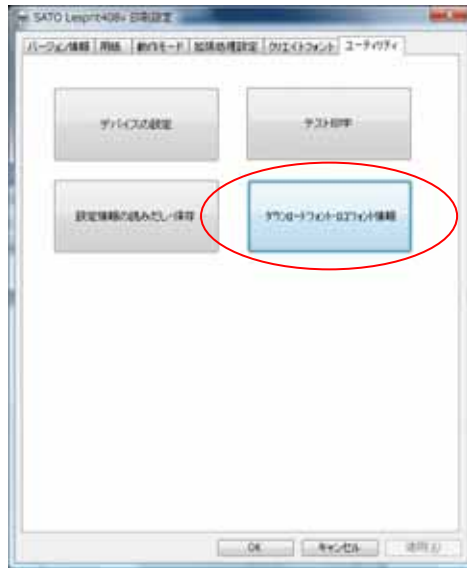 SATO Lesprit408v 印刷設定
バージョン情報 用紙 動作モード 拡張処理設定 クリエイトフォント ユーティリティ
デバイスの設定 テスト印字
設定情報の読みだし/保存 ダウンロードフォント・ロゴフォント情報
OK キャンセル 適用(A)